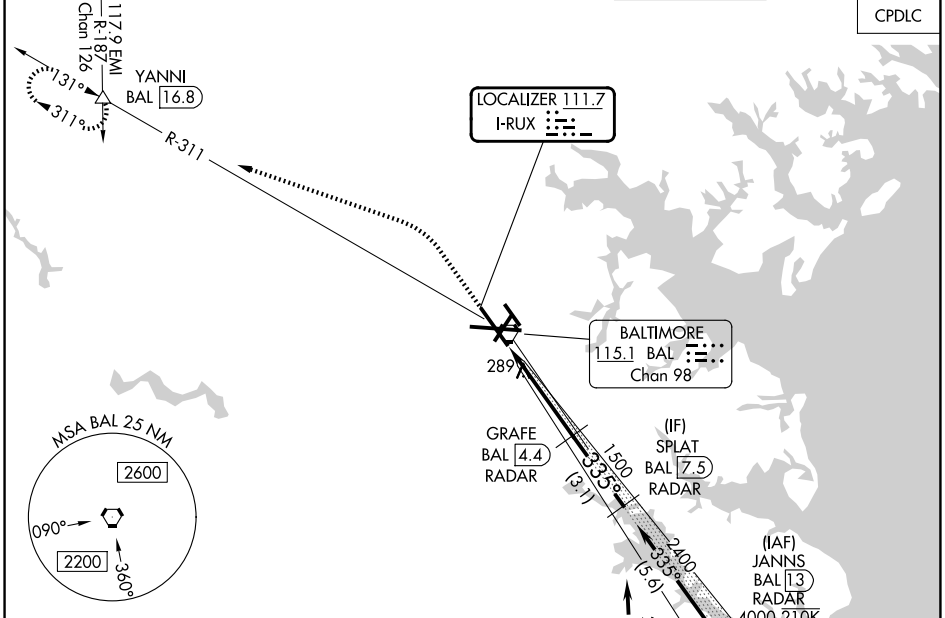 CPDLC
117.9 EMI
R-187
Chan 126
YANNI
BAL 16.8
131°
311°
R-311
LOCALIZER 111.7
I-RUX
BALTIMORE
115.1 BAL
Chan 98
289
GRAFE
BAL 4.4
RADAR
335°
1500
(3.1)
(IF)
SPLAT
BAL 7.5
RADAR
2400
335°
(5.6)
(IAF)
JANNS
BAL 13
RADAR
4000 210K
MSA BAL 25 NM
2600
090°
2200
360°